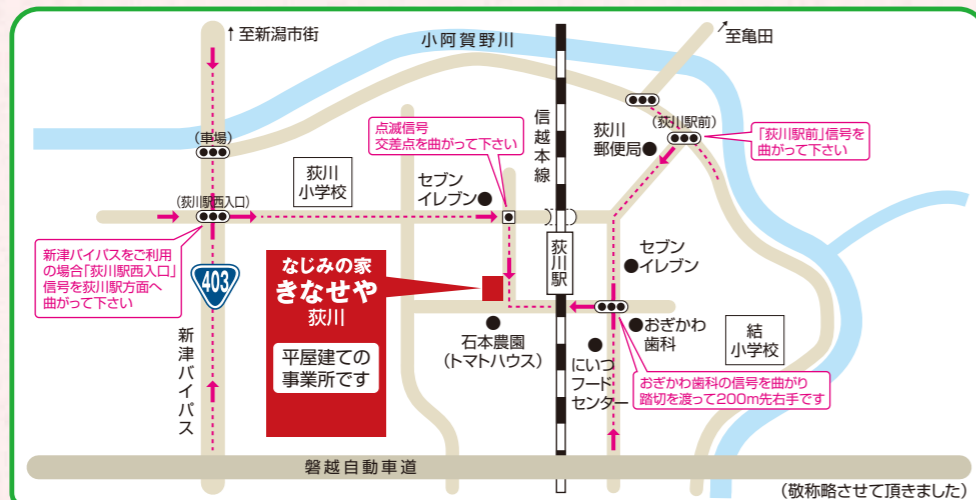 ↑至新潟市街
小阿賀野川
至亀田
信越本線
点滅信号
交差点を曲がって下さい
荻川
郵便局
(荻川駅前)
「荻川駅前」信号を
曲がって下さい
(車場)
荻川
小学校
セブン
イレブン
(荻川駅西入口)
新津バイパスをご利用
の場合「荻川駅西入口」
信号を荻川駅方面へ
曲がって下さい
403
新津バイパス
なじみの家
きなせや
荻川
平屋建ての
事業所です
荻川駅
セブン
イレブン
石本農園
(トマトハウス)
おぎかわ
歯科
結
小学校
にいつ
フード
センター
おぎかわ歯科の信号を曲がり
踏切を渡って200m先右手です
磐越自動車道
(敬称略させて頂きました)